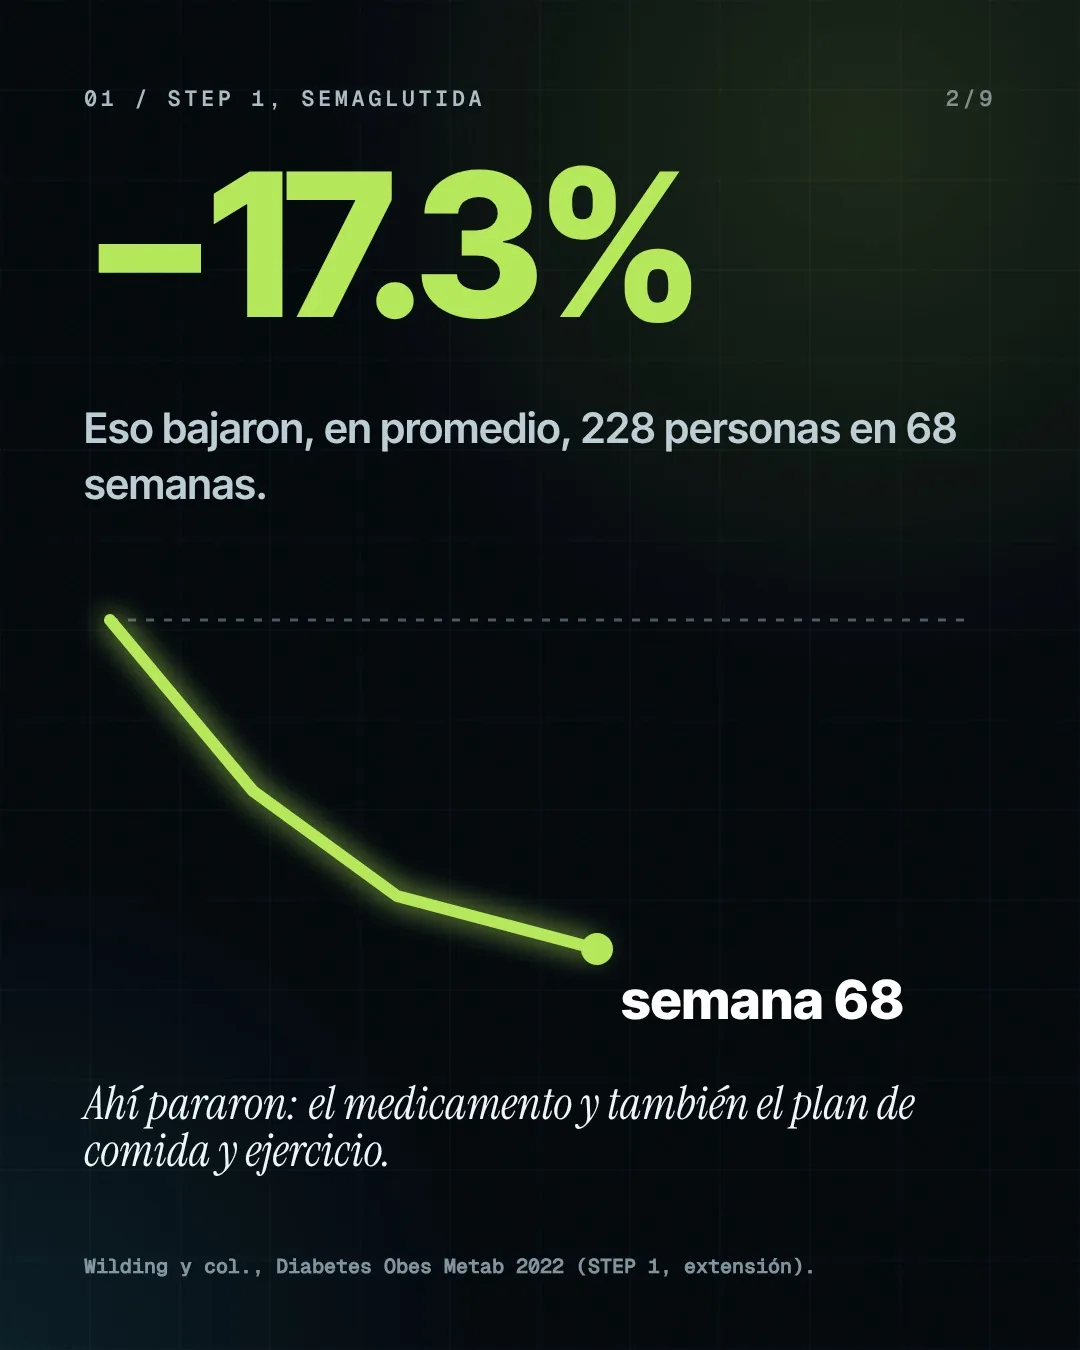 01 / STEP 1, SEMAGLUTIDA
2/9
−17.3%
Eso bajaron, en promedio, 228 personas en 68
semanas.
semana 68
Ahí pararon: el medicamento y también el plan de
comida y ejercicio.
Wilding y col., Diabetes Obes Metab 2022 (STEP 1, extensión).